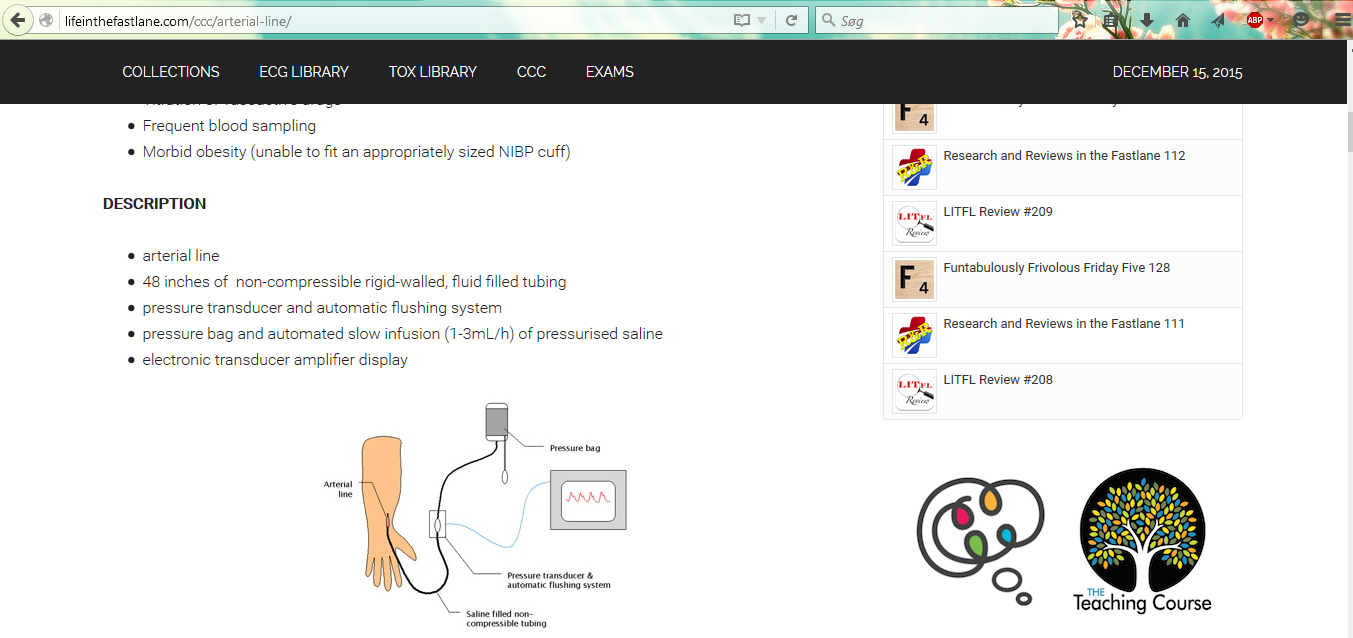 lifeinthefastlane.com/ccc/arterial-line/
Søg
ABP
COLLECTIONS ECG LIBRARY TOX LIBRARY CCC EXAMS DECEMBER 15, 2015
Frequent blood sampling
Morbid obesity (unable to fit an appropriately sized NIBP cuff)
DESCRIPTION
arterial line
48 inches of non-compressible rigid-walled, fluid filled tubing
pressure transducer and automatic flushing system
pressure bag and automated slow infusion (1-3mL/h) of pressurised saline
electronic transducer amplifier display
Pressure bag
Arterial
line
Pressure transducer &
automatic flushing system
Saline filled non-
compressible tubing
F4
Research and Reviews in the Fastlane 112
LITFL
Review
LITFL Review #209
F4
Funtabulously Frivolous Friday Five 128
Research and Reviews in the Fastlane 111
LITFL
Review
LITFL Review #208
THE
Teaching Course